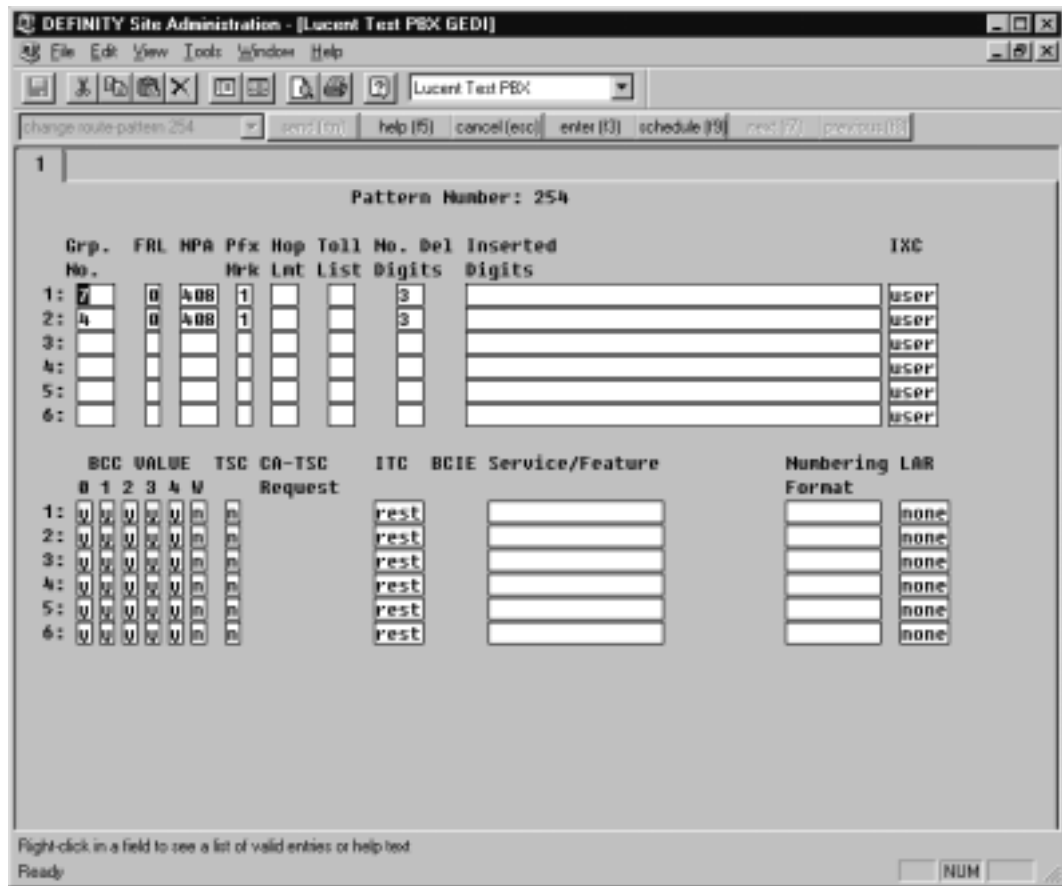 DEFINITY Site Administration - [Lucent Test PBX GEDI]
File Edit View Tools Window Help
Lucent Test PBX
change route-pattern 254 send (rtn) help (f5) cancel (esc) enter (f3) schedule (f9) next (f7) previous (f8)
1
Pattern Number: 254
Grp. FRL NPA Pfx Hop Toll No. Del Inserted IXC
No. Mrk Lmt List Digits Digits
1: 7 0 408 1 3 user
2: 4 0 408 1 3 user
3: user
4: user
5: user
6: user
BCC VALUE TSC CA-TSC ITC BCIE Service/Feature Numbering LAR
0 1 2 3 4 W Request Format
1: y y y y y n n rest none
2: y y y y y n n rest none
3: y y y y y n n rest none
4: y y y y y n n rest none
5: y y y y y n n rest none
6: y y y y y n n rest none
Right-click in a field to see a list of valid entries or help text
Ready NUM